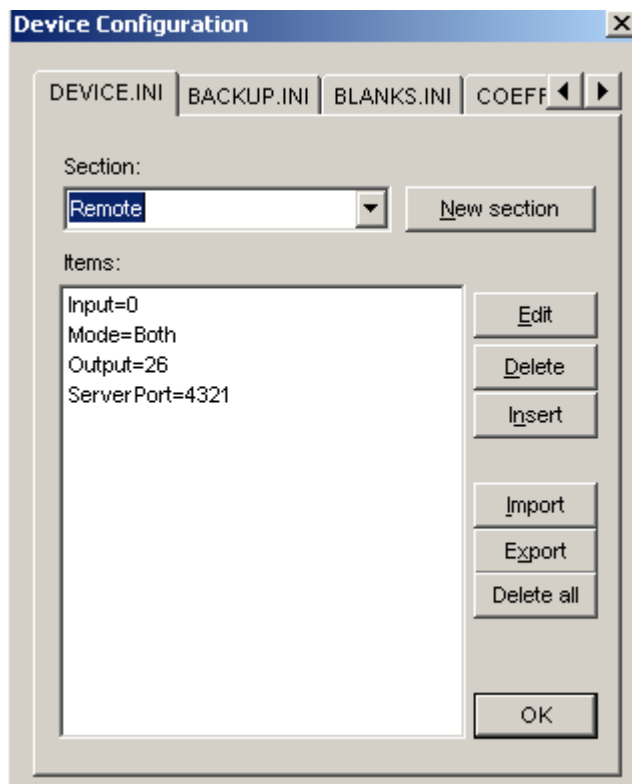 Device Configuration
DEVICE.INI BACKUP.INI BLANKS.INI COEFF
Section:
Remote New section
Items:
Input=0
Mode=Both
Output=26
ServerPort=4321
Edit
Delete
Insert
Import
Export
Delete all
OK